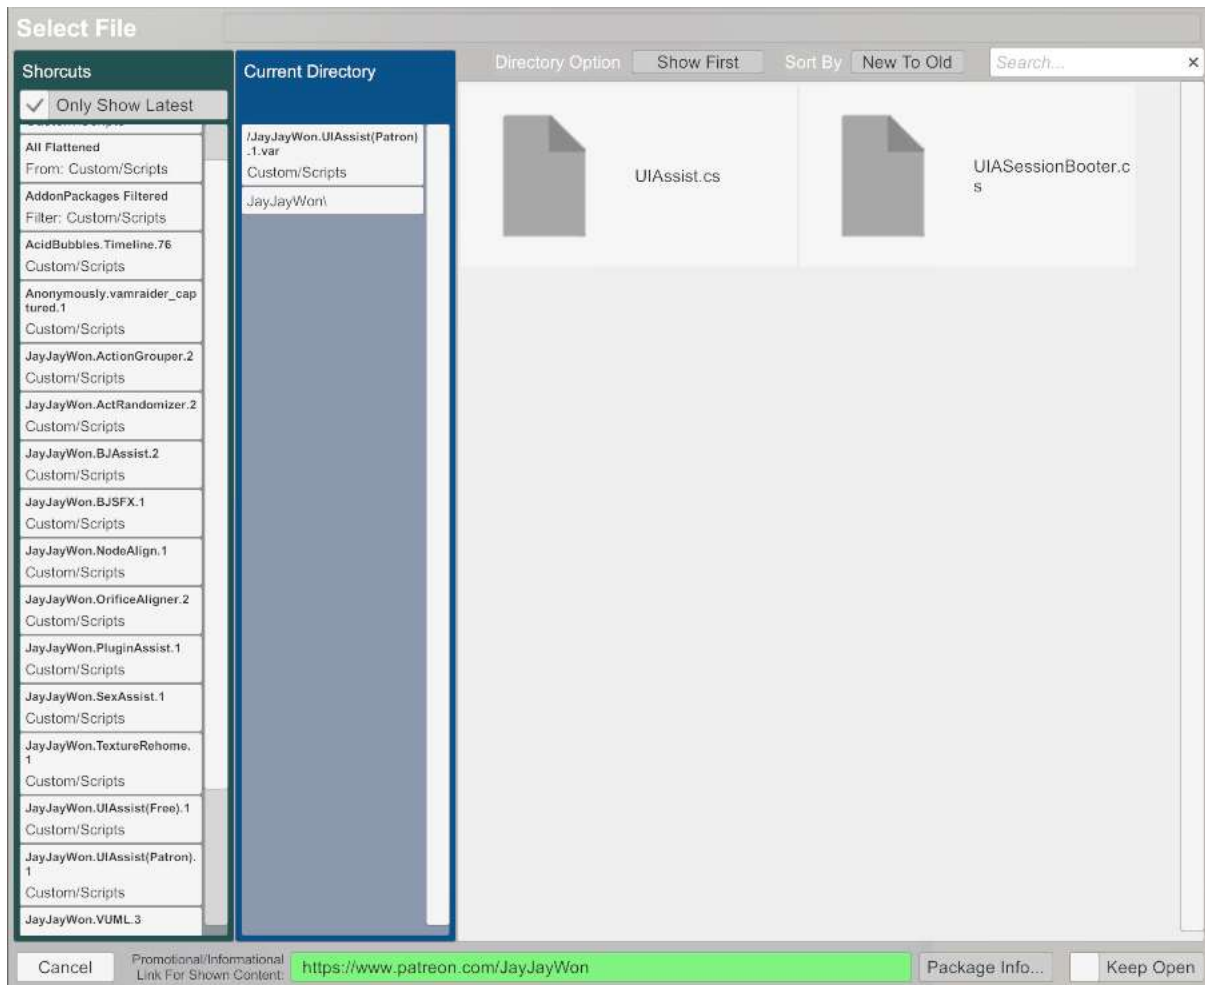 Select File
Shorcuts
Only Show Latest
All Flattened
From: Custom/Scripts
AddonPackages Filtered
Filter: Custom/Scripts
AcidBubbles.Timeline.76
Custom/Scripts
Anonymously.vamraider_cap
tured.1
Custom/Scripts
JayJayWon.ActionGrouper.2
Custom/Scripts
JayJayWon.ActRandomizer.2
Custom/Scripts
JayJayWon.BJAssist.2
Custom/Scripts
JayJayWon.BJSFX.1
Custom/Scripts
JayJayWon.NodeAlign.1
Custom/Scripts
JayJayWon.OrificeAligner.2
Custom/Scripts
JayJayWon.PluginAssist.1
Custom/Scripts
JayJayWon.SexAssist.1
Custom/Scripts
JayJayWon.TextureRehome.
1
Custom/Scripts
JayJayWon.UIAssist(Free).1
Custom/Scripts
JayJayWon.UIAssist(Patron).
1
Custom/Scripts
JayJayWon.VUML.3
Current Directory
/JayJayWon.UIAssist(Patron)
.1.var
Custom/Scripts
JayJayWon\
Directory Option Show First Sort By New To Old Search... ×
UIAssist.cs
UIASessionBooter.c
s
Cancel
Promotional/Informational
Link For Shown Content:
https://www.patreon.com/JayJayWon
Package Info...
Keep Open